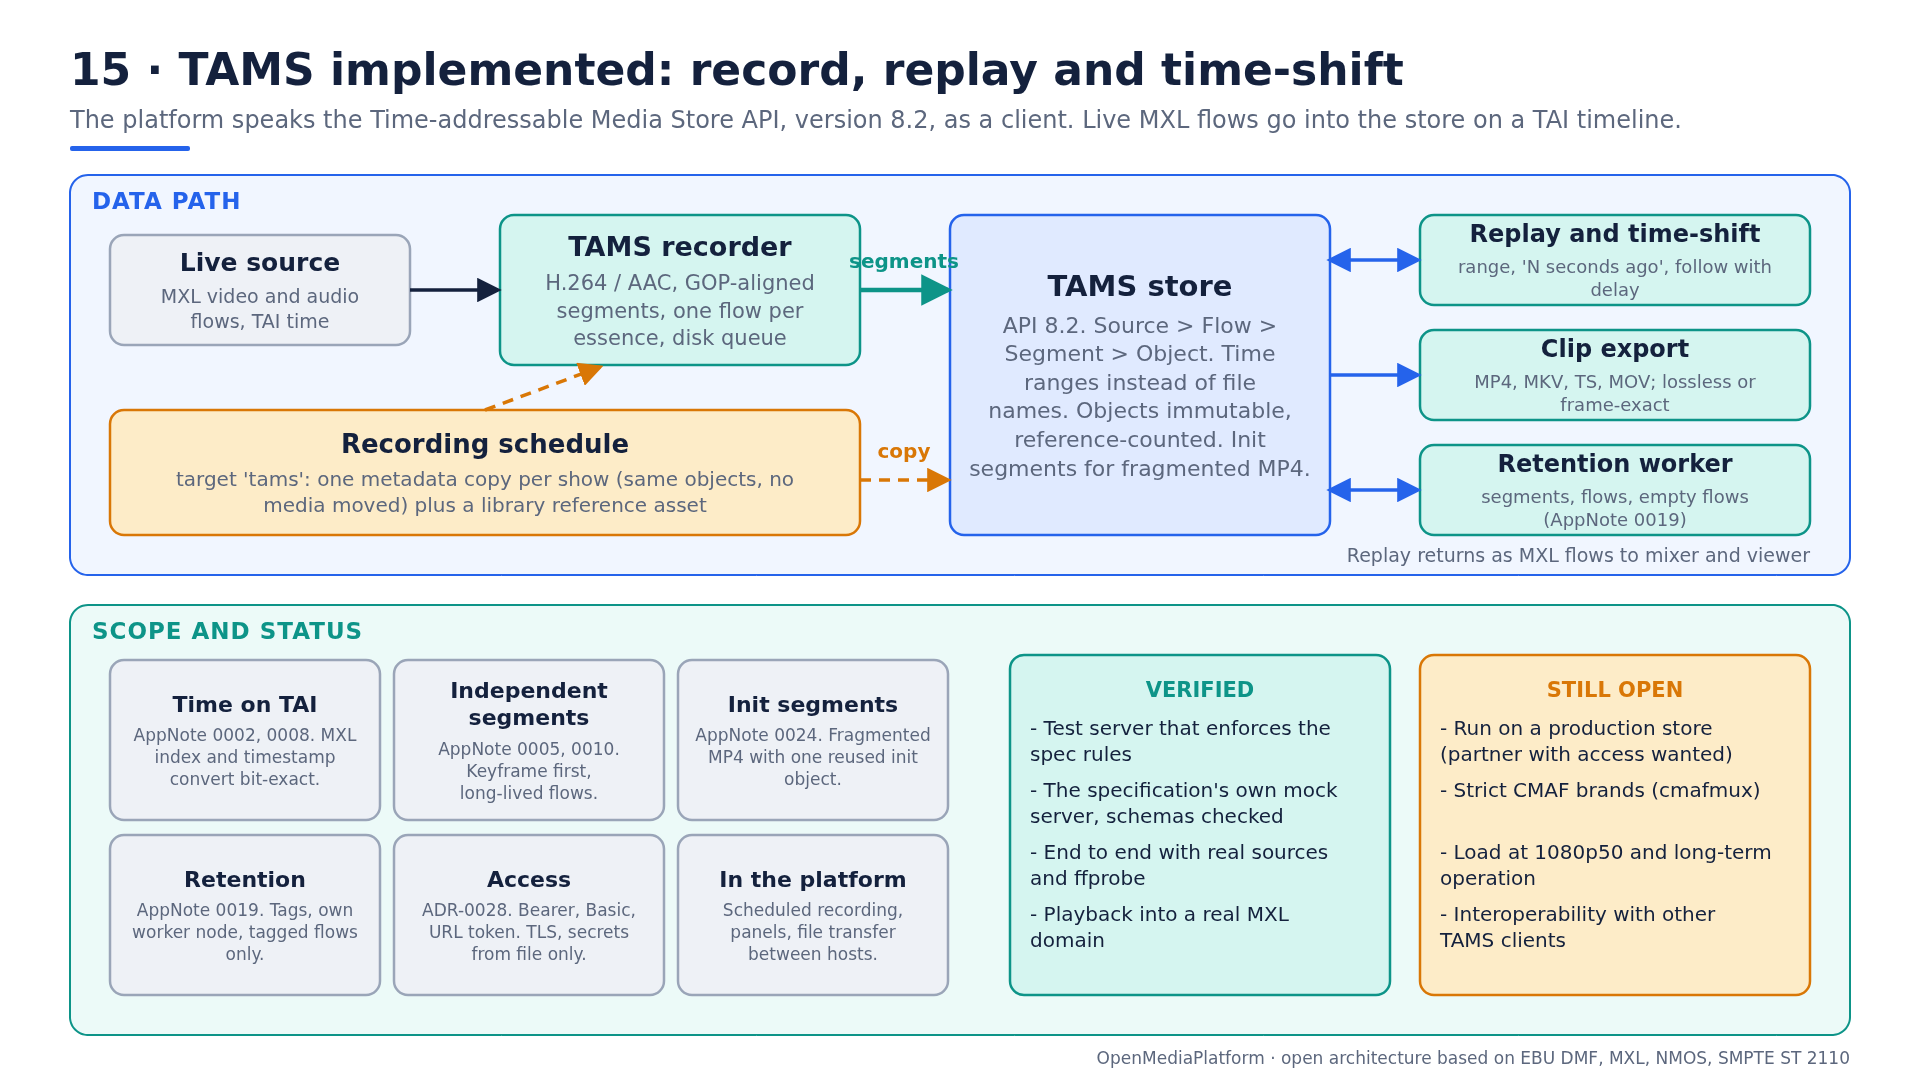 15 · TAMS implemented: record, replay and time-shift
The platform speaks the Time-addressable Media Store API, version 8.2, as a client. Live MXL flows go into the store on a TAI timeline.
DATA PATH
Live source
MXL video and audio
flows, TAI time
TAMS recorder
H.264 / AAC, GOP-aligned
segments, one flow per
essence, disk queue
segments
Recording schedule
target 'tams': one metadata copy per show (same objects, no
media moved) plus a library reference asset
copy
TAMS store
API 8.2. Source > Flow >
Segment > Object. Time
ranges instead of file
names. Objects immutable,
reference-counted. Init
segments for fragmented MP4.
Replay and time-shift
range, 'N seconds ago', follow with
delay
Clip export
MP4, MKV, TS, MOV; lossless or
frame-exact
Retention worker
segments, flows, empty flows
(AppNote 0019)
Replay returns as MXL flows to mixer and viewer
SCOPE AND STATUS
Time on TAI
AppNote 0002, 0008. MXL
index and timestamp
convert bit-exact.
Independent
segments
AppNote 0005, 0010.
Keyframe first,
long-lived flows.
Init segments
AppNote 0024. Fragmented
MP4 with one reused init
object.
Retention
AppNote 0019. Tags, own
worker node, tagged flows
only.
Access
ADR-0028. Bearer, Basic,
URL token. TLS, secrets
from file only.
In the platform
Scheduled recording,
panels, file transfer
between hosts.
VERIFIED
- Test server that enforces the
spec rules
- The specification's own mock
server, schemas checked
- End to end with real sources
and ffprobe
- Playback into a real MXL
domain
STILL OPEN
- Run on a production store
(partner with access wanted)
- Strict CMAF brands (cmafmux)
- Load at 1080p50 and long-term
operation
- Interoperability with other
TAMS clients
OpenMediaPlatform · open architecture based on EBU DMF, MXL, NMOS, SMPTE ST 2110